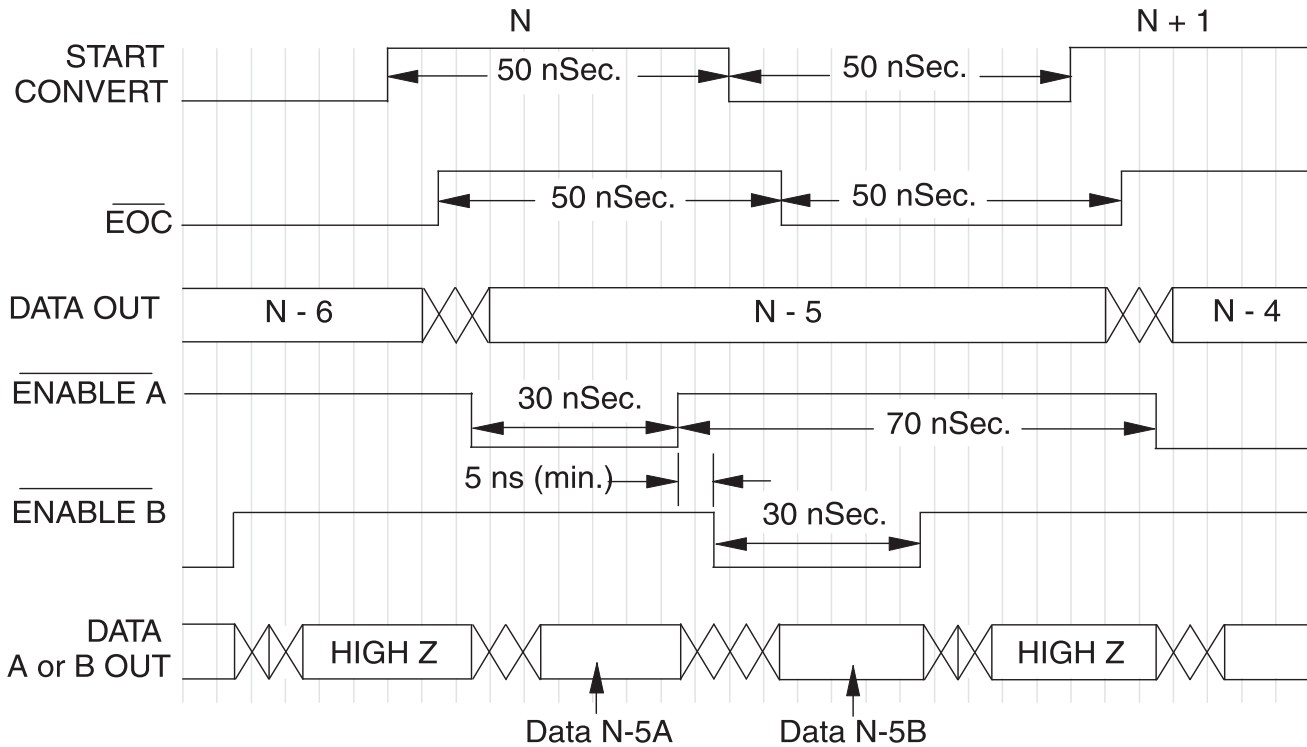 N
N + 1
START
CONVERT
50 nSec.
50 nSec.
EOC
50 nSec.
50 nSec.
DATA OUT
N - 6
N - 5
N - 4
ENABLE A
30 nSec.
70 nSec.
5 ns (min.)
ENABLE B
30 nSec.
DATA
A or B OUT
HIGH Z
HIGH Z
Data N-5A
Data N-5B